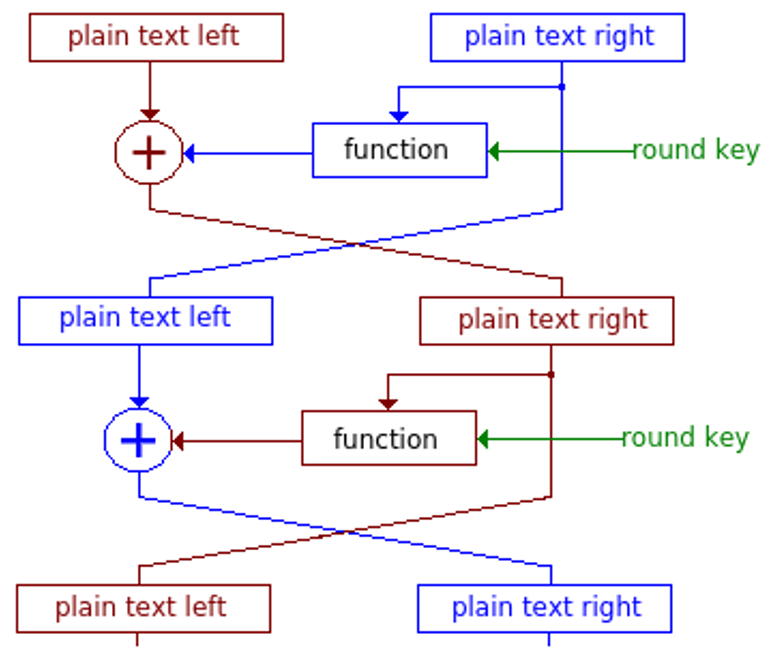 plain text left
plain text right
+
function
round key
plain text left
plain text right
+
function
round key
plain text left
plain text right